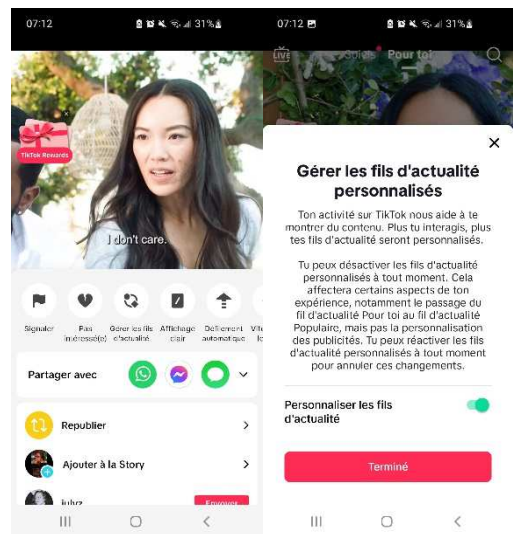 07:12
31%
TikTok Rewards
I don't care.
Signaler
Pas intéressé(e)
Gérer les fils d'actualité
Affichage clair
Défilement automatique
Partager avec
Republier
Ajouter à la Story
Envoyer
07:12
31%
LIVE
Suivis
Pour toi
Gérer les fils d'actualité
personnalisés
Ton activité sur TikTok nous aide à te
montrer du contenu. Plus tu interagis, plus
tes fils d'actualité seront personnalisés.
Tu peux désactiver les fils d'actualité
personnalisés à tout moment. Cela
affectera certains aspects de ton
expérience, notamment le passage du
fil d'actualité Pour toi au fil d'actualité
Populaire, mais pas la personnalisation
des publicités. Tu peux réactiver les fils
d'actualité personnalisés à tout moment
pour annuler ces changements.
Personnaliser les fils
d'actualité
Terminé